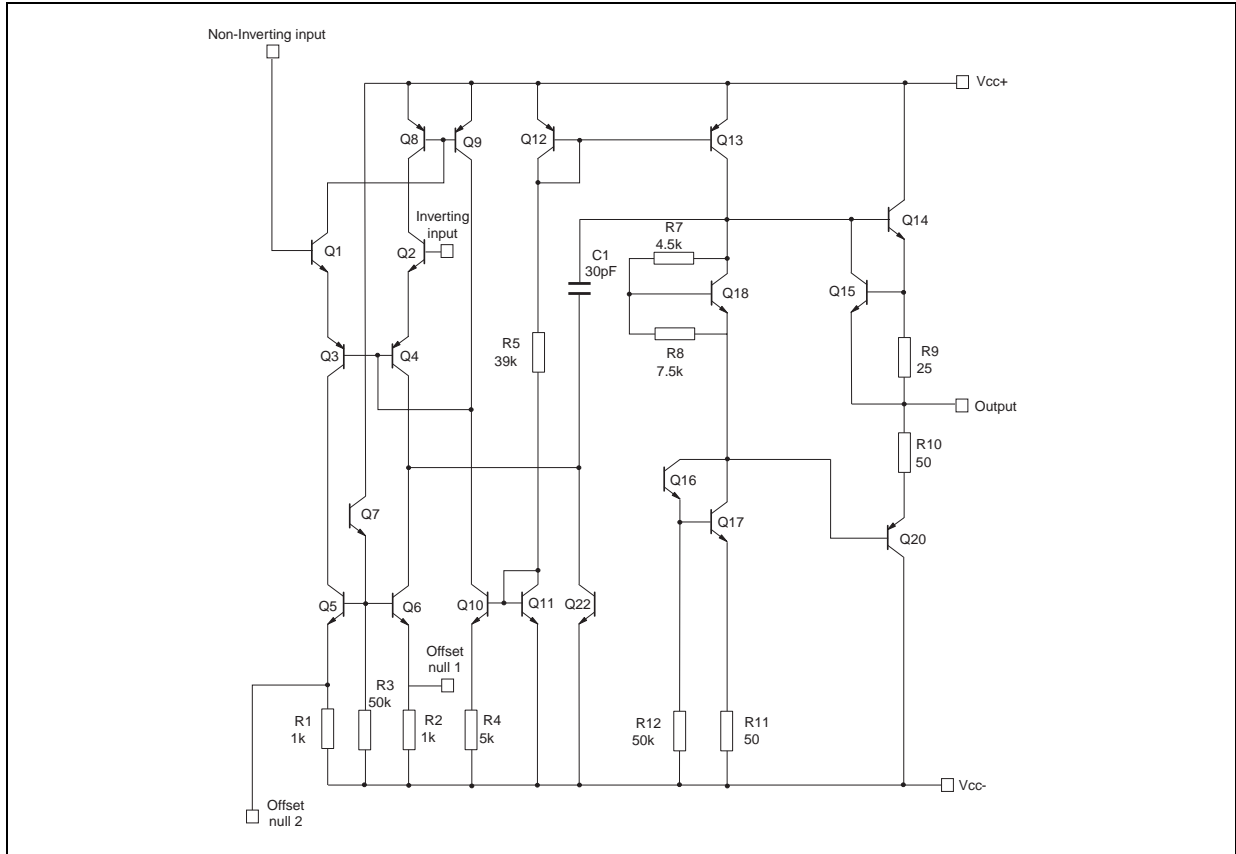 Non-Inverting input
Vcc+
Q8
Q9
Q12
Q13
Q14
Inverting
input
Q1
Q2
R7
4.5k
C1
30pF
Q18
Q15
R5
39k
R8
7.5k
R9
25
Q3
Q4
Output
R10
50
Q16
Q7
Q17
Q20
Q5
Q6
Q10
Q11
Q22
Offset
null 1
R3
50k
R1
1k
R2
1k
R4
5k
R12
50k
R11
50
Vcc-
Offset
null 2